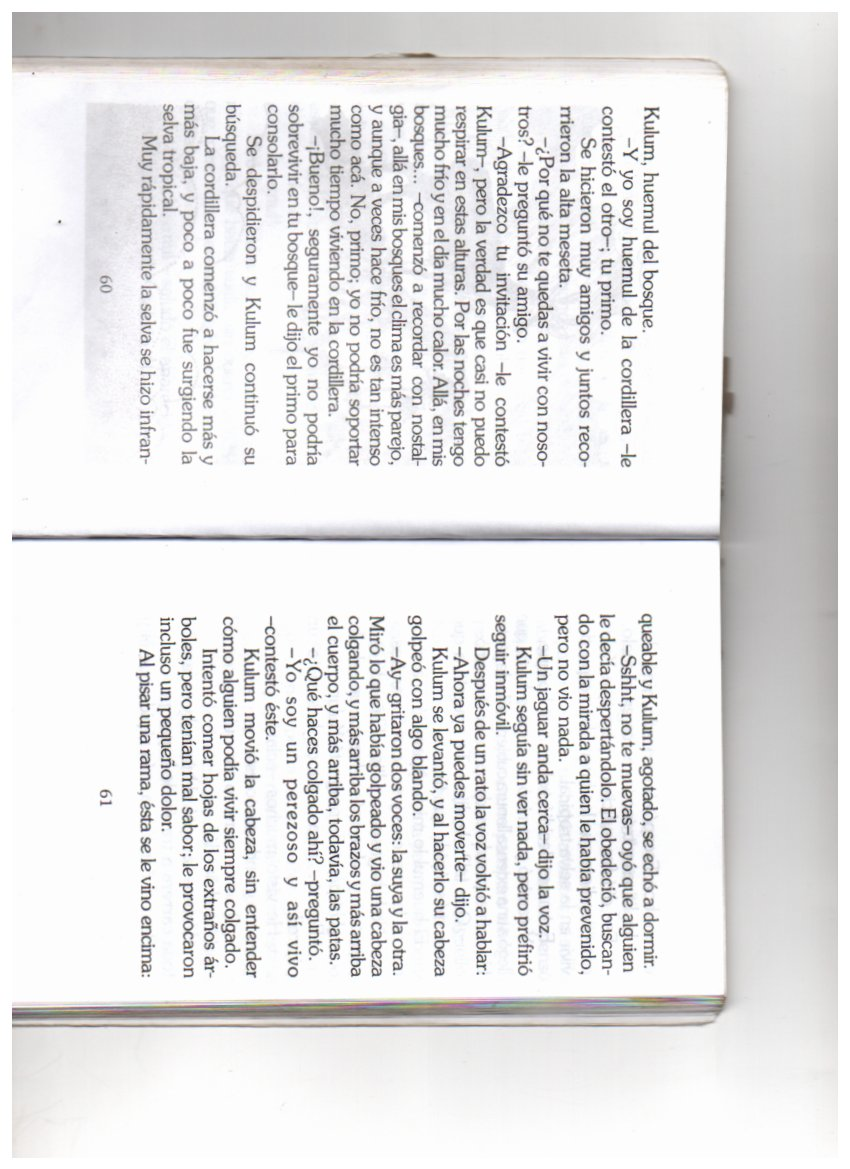 Kulum, huemul del bosque.
–Y yo soy huemul de la cordillera –le
contestó el otro–; tu primo.
Se hicieron muy amigos y juntos reco-
rrieron la alta meseta.
–¿Por qué no te quedas a vivir con noso-
tros? –le preguntó su amigo.
–Agradezco tu invitación –le contestó
Kulum–, pero la verdad es que casi no puedo
respirar en estas alturas. Por las noches tengo
mucho frío y en el día mucho calor. Allá, en mis
bosques... –comenzó a recordar con nostal-
gia–, allá en mis bosques el clima es más parejo,
y aunque a veces hace frío, no es tan intenso
como acá. No, primo; yo no podría soportar
mucho tiempo viviendo en la cordillera.
–¡Bueno!, seguramente yo no podría
sobrevivir en tu bosque– le dijo el primo para
consolarlo.
Se despidieron y Kulum continuó su
búsqueda.
La cordillera comenzó a hacerse más y
más baja, y poco a poco fue surgiendo la
selva tropical.
Muy rápidamente la selva se hizo infran-
60
queable y Kulum, agotado, se echó a dormir.
–Sshht, no te muevas– oyó que alguien
le decía despertándolo. El obedeció, buscan-
do con la mirada a quien le había prevenido,
pero no vio nada.
–Un jaguar anda cerca– dijo la voz.
Kulum seguía sin ver nada, pero prefirió
seguir inmóvil.
Después de un rato la voz volvió a hablar:
–Ahora ya puedes moverte– dijo.
Kulum se levantó, y al hacerlo su cabeza
golpeó con algo blando.
–Ay– gritaron dos voces: la suya y la otra.
Miró lo que había golpeado y vio una cabeza
colgando, y más arriba los brazos y más arriba
el cuerpo, y más arriba, todavía, las patas.
–¿Qué haces colgado ahí? –preguntó.
–Yo soy un perezoso y así vivo
–contestó éste.
Kulum movió la cabeza, sin entender
cómo alguien podía vivir siempre colgado.
Intentó comer hojas de los extraños ár-
boles, pero tenían mal sabor; le provocaron
incluso un pequeño dolor.
Al pisar una rama, ésta se le vino encima:
61